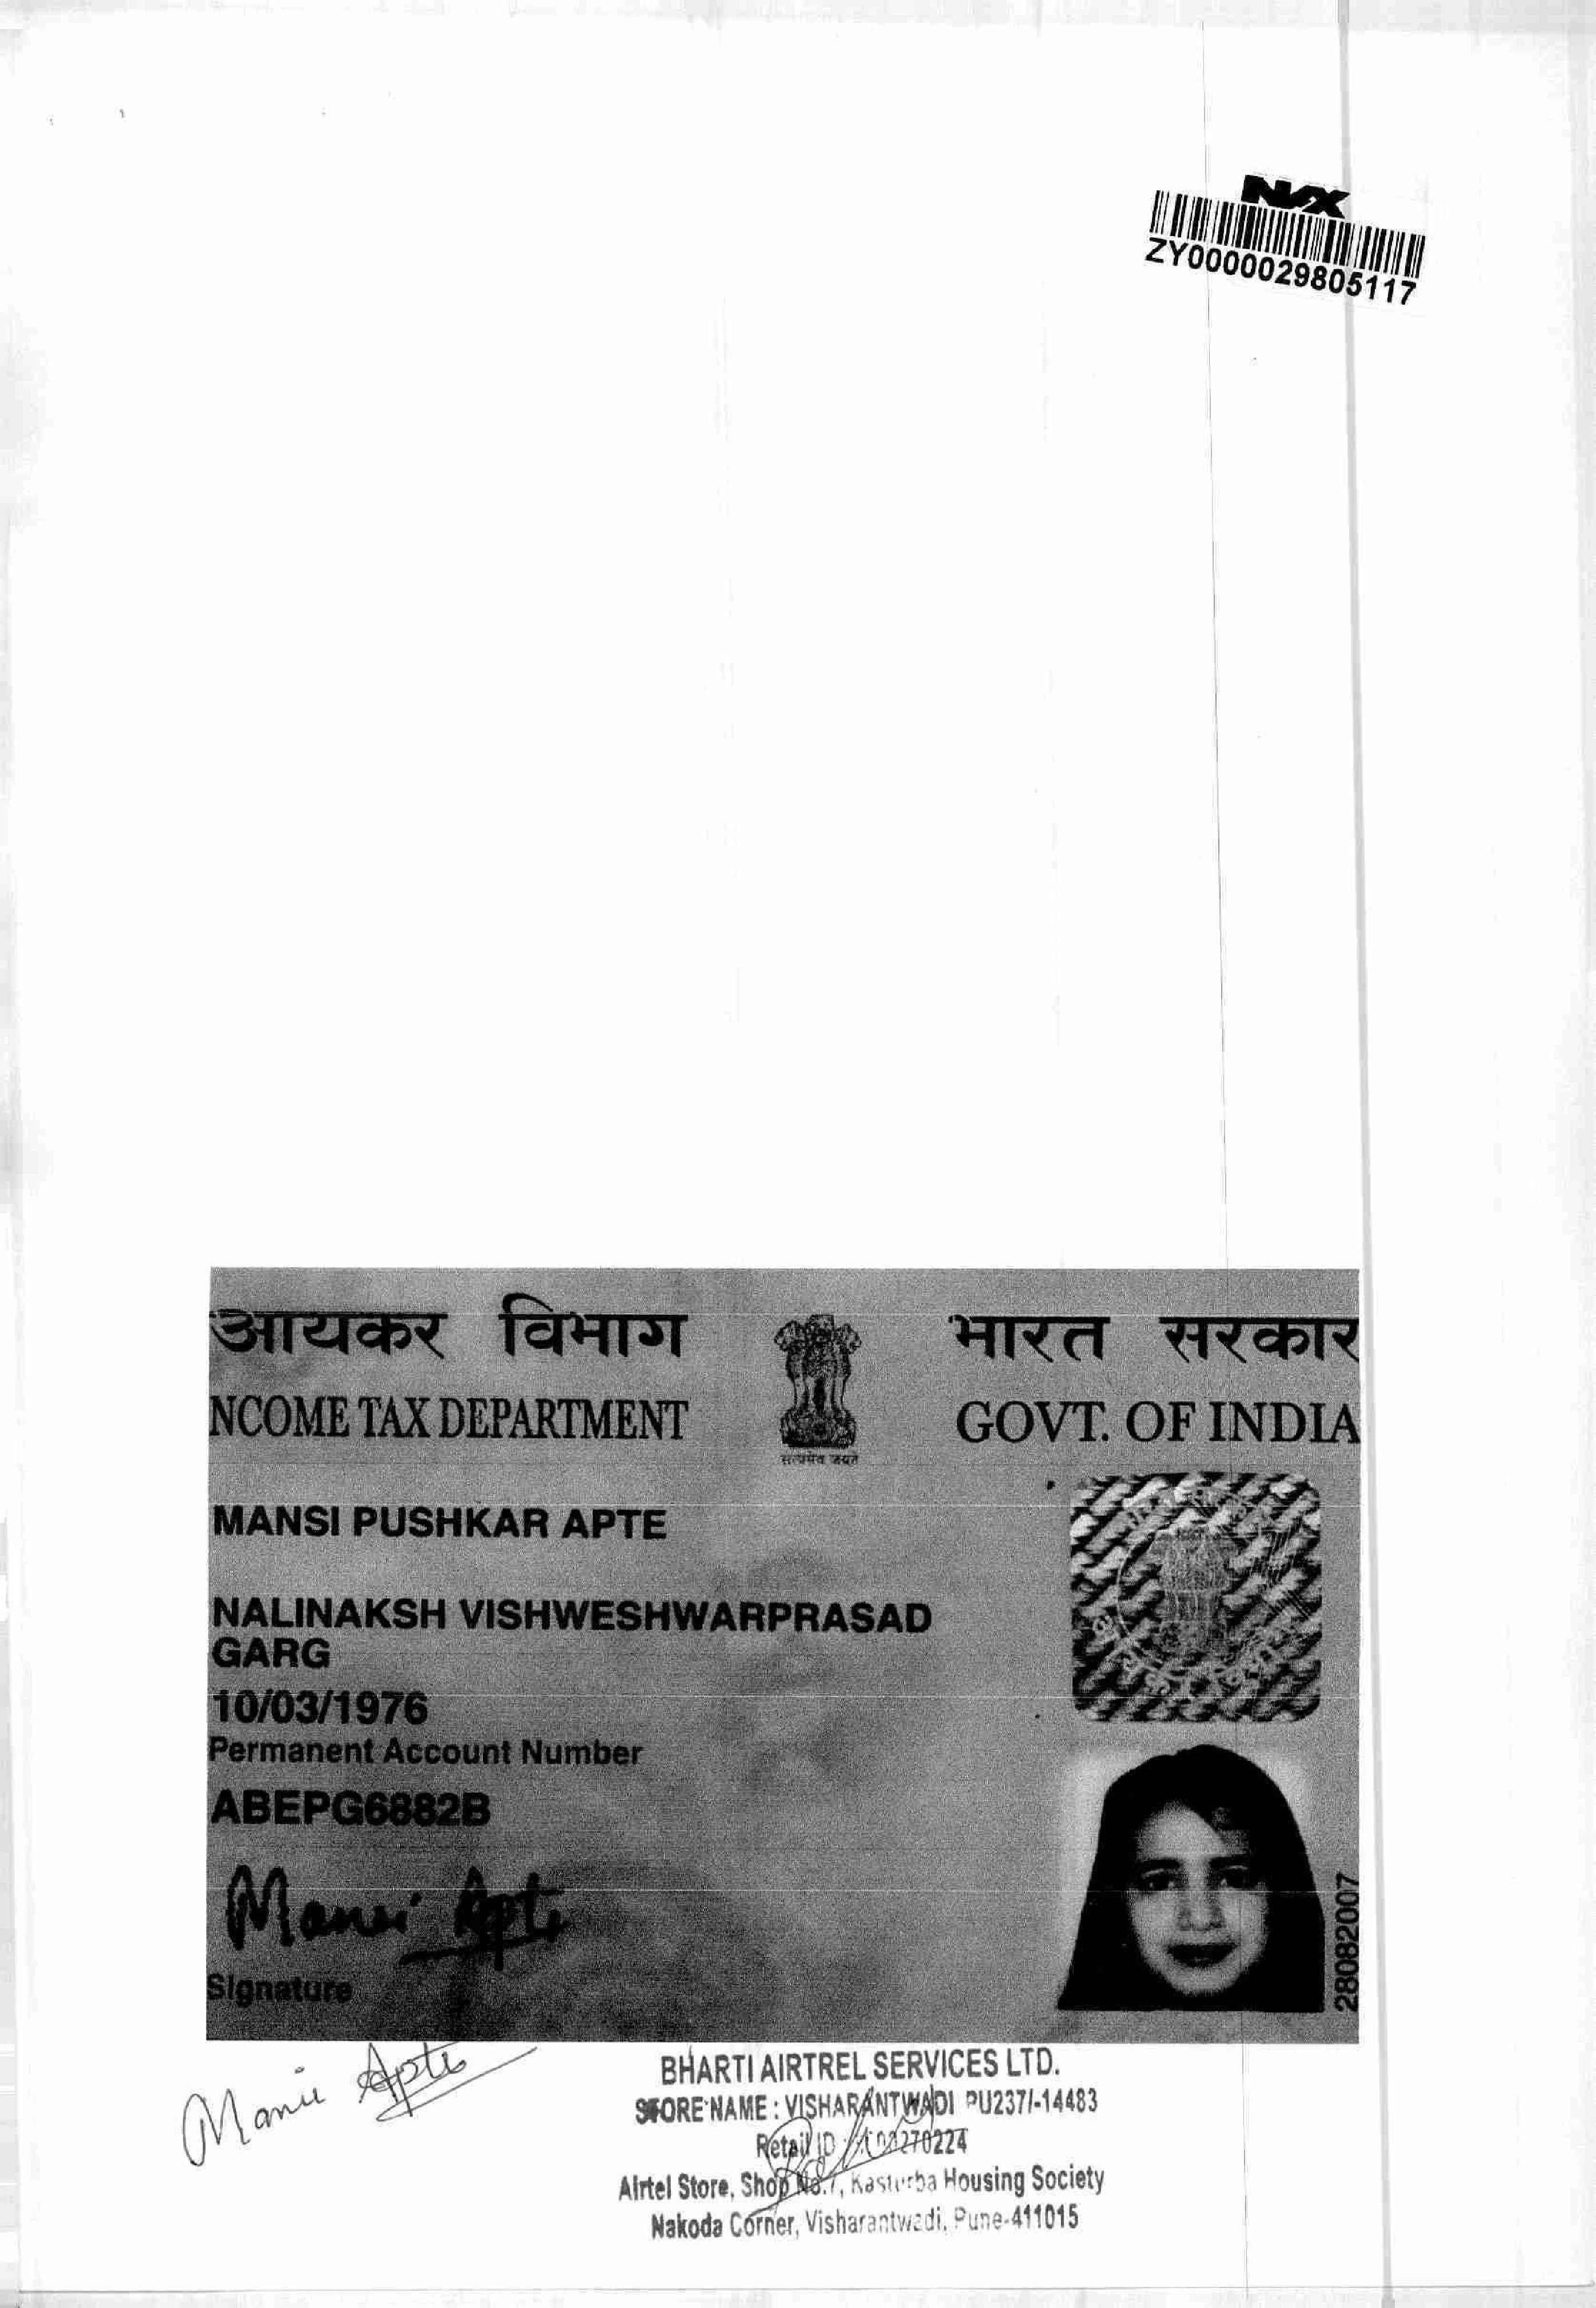 NXX
ZY0000029805117
आयकर विभाग भारत सरकार
NCOME TAX DEPARTMENT GOVT. OF INDIA
सत्यमेव जयते
MANSI PUSHKAR APTE
NALINAKSH VISHWESHWARPRASAD
GARG
10/03/1976
Permanent Account Number
ABEPG6882B
Mansi Apte
Signature
28082007
Mansi Apte
BHARTI AIRTREL SERVICES LTD.
STORE NAME : VISHARANTWADI PU237/-14483
Retail ID
Airtel Store, Shop No.7, Kasturba Housing Society
Nakoda Corner, Visharantwadi, Pune-411015